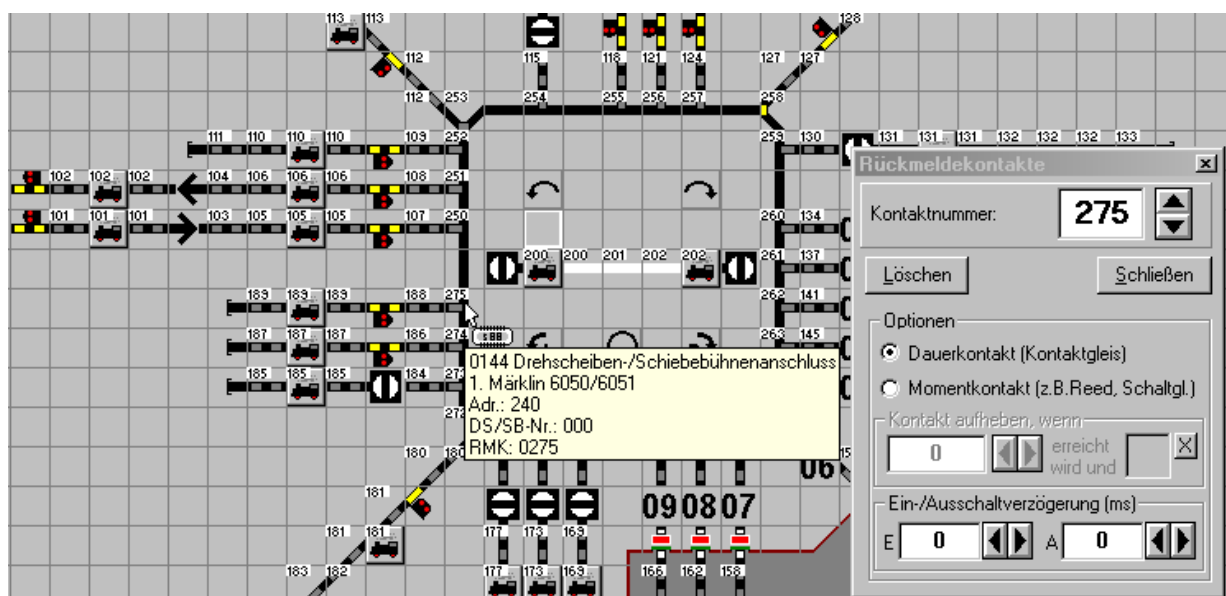 113 113 128
112 115 118 121 124 127 127
112 253 254 255 256 257 258
111 110 110 110 109 252 259 130 131 131 131 132 132 132 133
102 102 102 104 106 106 106 108 251
101 101 101 103 105 105 105 107 250 260 134
200 200 201 202 202 261 137
189 189 189 188 275 262 141
187 187 187 186 274 263 145
185 185 185 184
180
181
181 181
183 182
177 173 169
177 173 169 166 162 158
09 08 07
06
s88
0144 Drehscheiben-/Schiebebühnenanschluss
1. Märklin 6050/6051
Adr.: 240
DS/SB-Nr.: 000
RMK: 0275
Rückmeldekontakte
Kontaktnummer: 275
Löschen Schließen
Optionen
Dauerkontakt (Kontaktgleis)
Momentkontakt (z.B.Reed, Schaltgl.)
Kontakt aufheben, wenn
0 erreicht
wird und X
Ein-/Ausschaltverzögerung (ms)
E 0 A 0